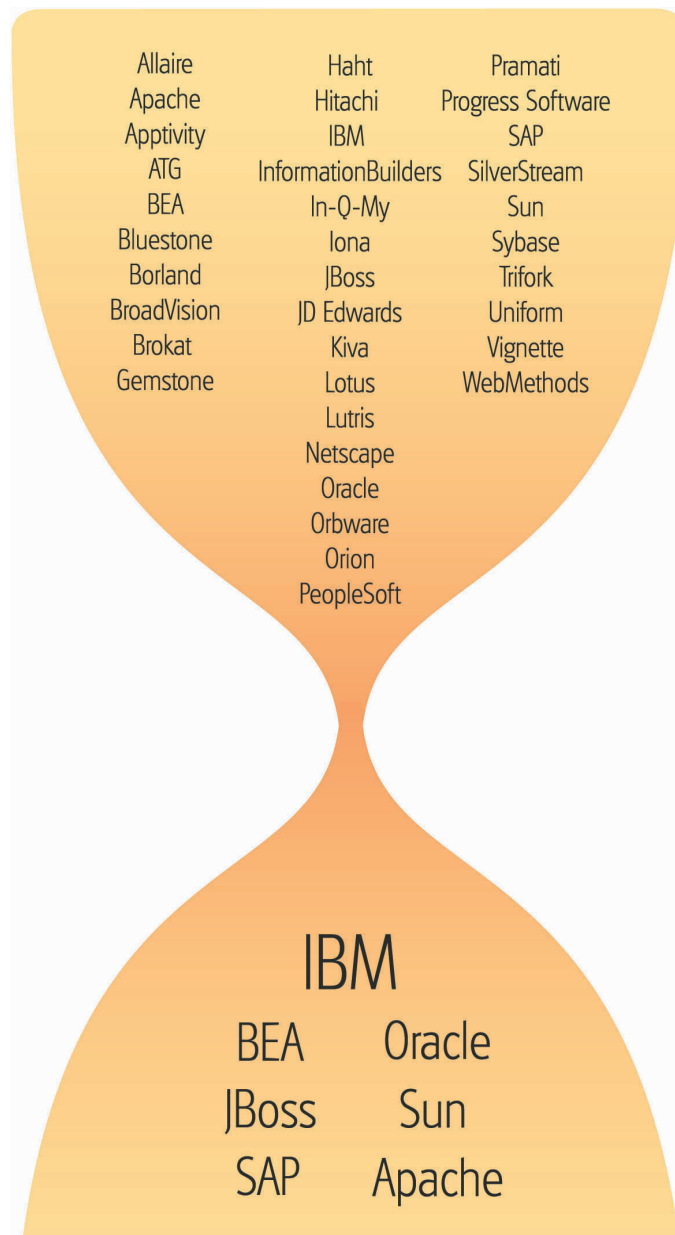 Allaire
Apache
Apptivity
ATG
BEA
Bluestone
Borland
BroadVision
Brokat
Gemstone
Haht
Hitachi
IBM
InformationBuilders
In-Q-My
Iona
JBoss
JD Edwards
Kiva
Lotus
Lutris
Netscape
Oracle
Orbware
Orion
PeopleSoft
Pramati
Progress Software
SAP
SilverStream
Sun
Sybase
Trifork
Uniform
Vignette
WebMethods
IBM
BEA Oracle
JBoss Sun
SAP Apache